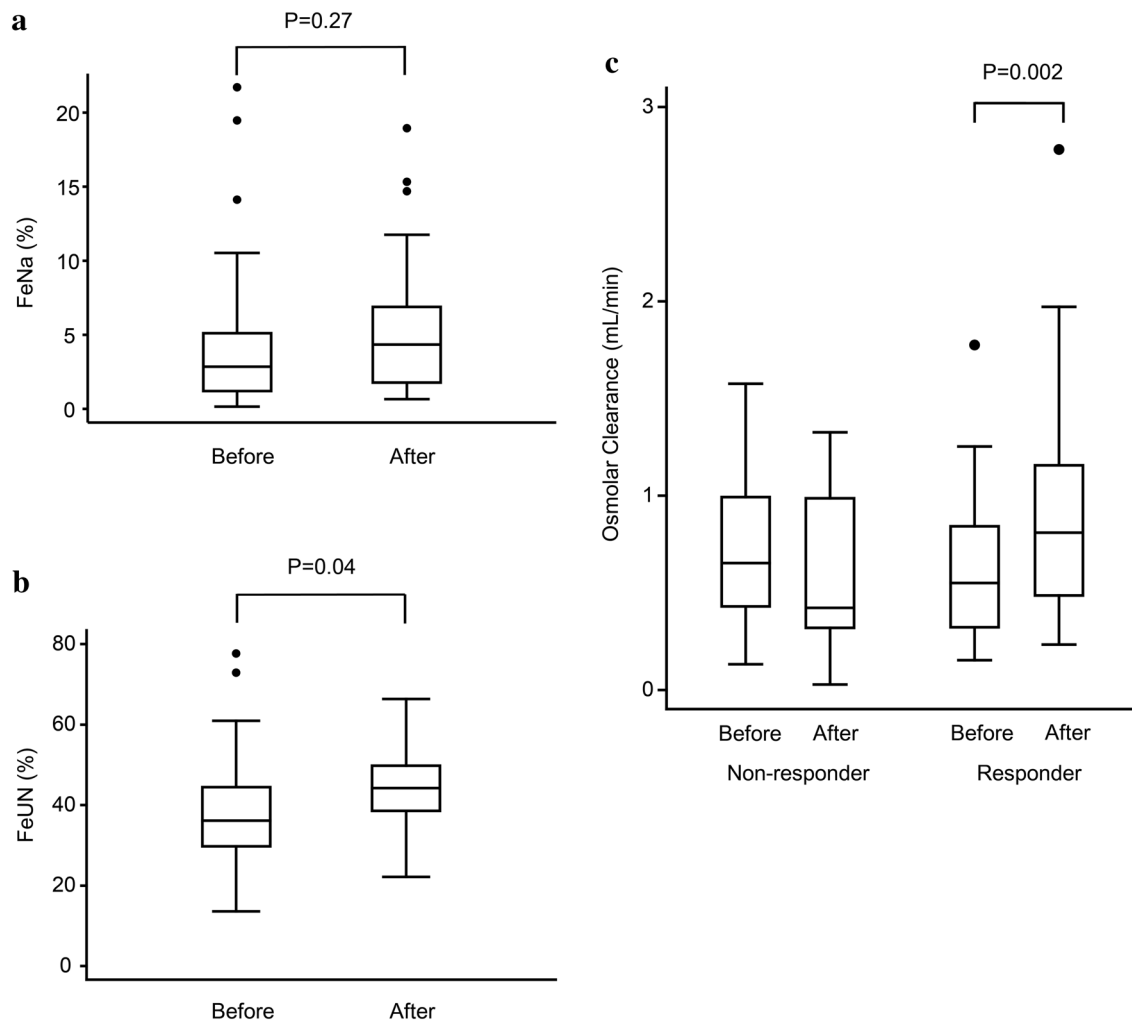 a
P=0.27
20
15
10
5
0
FeNa (%)
Before After
b
P=0.04
80
60
40
20
0
FeUN (%)
Before After
c
P=0.002
3
2
1
0
Osmolar Clearance (mL/min)
Before After Before After
Non-responder Responder